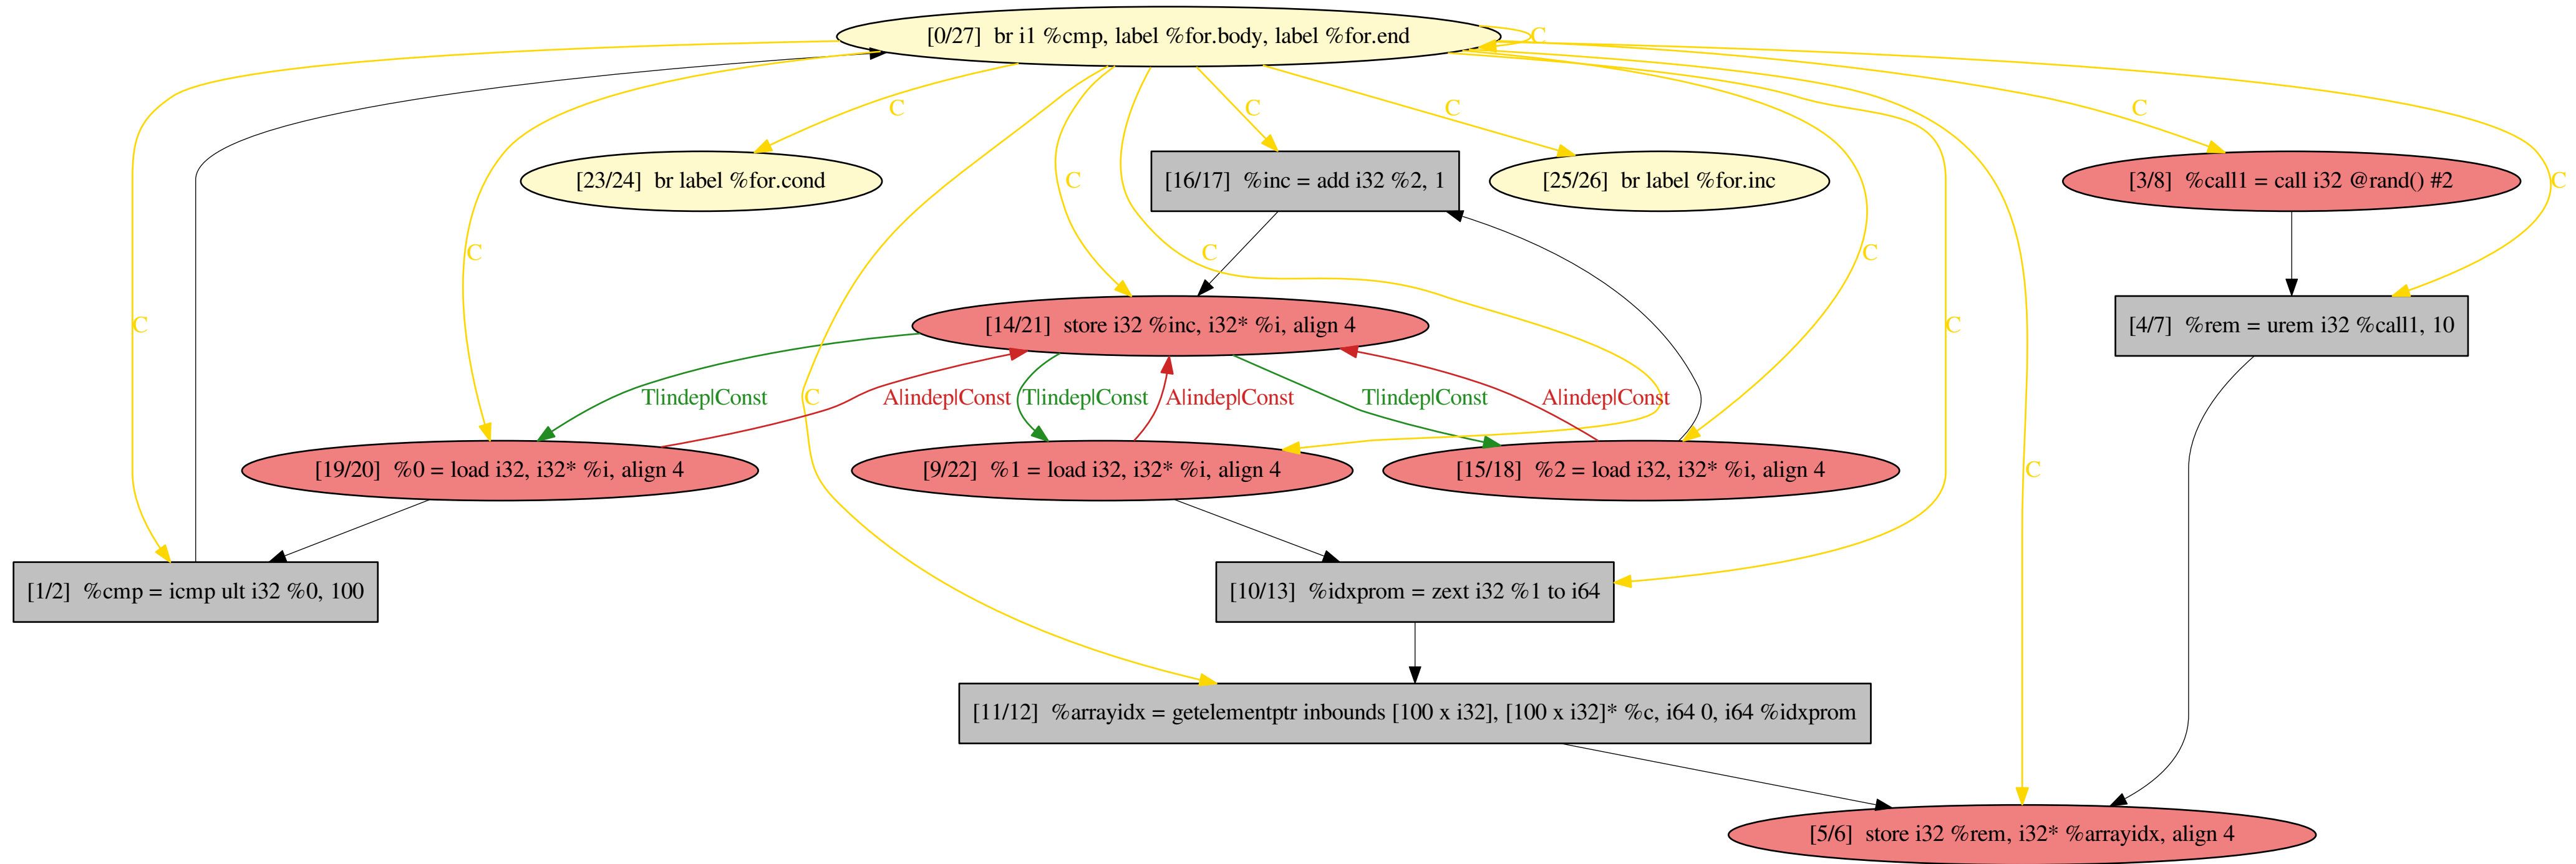 [0/27] br i1 %cmp, label %for.body, label %for.end
C
C
C
C
C
[23/24] br label %for.cond
C
[16/17] %inc = add i32 %2, 1
[25/26] br label %for.inc
[3/8] %call1 = call i32 @rand() #2
C
C
C
C
C
[14/21] store i32 %inc, i32* %i, align 4
C
[4/7] %rem = urem i32 %call1, 10
C
T|indep|Const
C
A|indep|Const
T|indep|Const
A|indep|Const
T|indep|Const
A|indep|Const
[19/20] %0 = load i32, i32* %i, align 4
[9/22] %1 = load i32, i32* %i, align 4
[15/18] %2 = load i32, i32* %i, align 4
C
[1/2] %cmp = icmp ult i32 %0, 100
[10/13] %idxprom = zext i32 %1 to i64
[11/12] %arrayidx = getelementptr inbounds [100 x i32], [100 x i32]* %c, i64 0, i64 %idxprom
[5/6] store i32 %rem, i32* %arrayidx, align 4